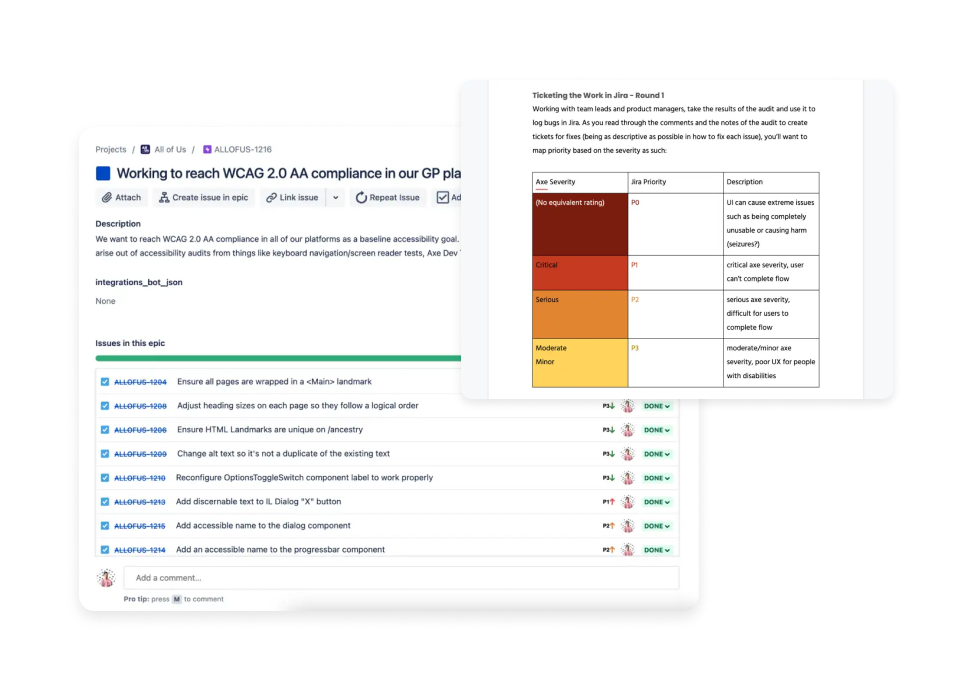 Projects / All of Us / ALLOFUS-1216
Working to reach WCAG 2.0 AA compliance in our GP pla
Attach Create issue in epic Link issue Repeat Issue Ad
Description
We want to reach WCAG 2.0 AA compliance in all of our platforms as a baseline accessibility goal.
arise out of accessibility audits from things like keyboard navigation/screen reader tests, Axe Dev
integrations_bot_json
None
Issues in this epic
ALLOFUS-1204 Ensure all pages are wrapped in a <Main> landmark
ALLOFUS-1208 Adjust heading sizes on each page so they follow a logical order P3 DONE
ALLOFUS-1206 Ensure HTML Landmarks are unique on /ancestry P3 DONE
ALLOFUS-1209 Change alt text so it's not a duplicate of the existing text P3 DONE
ALLOFUS-1210 Reconfigure OptionsToggleSwitch component label to work properly P3 DONE
ALLOFUS-1213 Add discernable text to IL Dialog "X" button P1 DONE
ALLOFUS-1215 Add accessible name to the dialog component P2 DONE
ALLOFUS-1214 Add an accessible name to the progressbar component P2 DONE
Add a comment...
Pro tip: press M to comment
Ticketing the Work in Jira - Round 1
Working with team leads and product managers, take the results of the audit and use it to
log bugs in Jira. As you read through the comments and the notes of the audit to create
tickets for fixes (being as descriptive as possible in how to fix each issue), you'll want to
map priority based on the severity as such:
Axe Severity Jira Priority Description
(No equivalent rating) P0 UI can cause extreme issues
such as being completely
unusable or causing harm
(seizures?)
Critical P1 critical axe severity, user
can't complete flow
Serious P2 serious axe severity,
difficult for users to
complete flow
Moderate P3 moderate/minor axe
Minor severity, poor UX for people
with disabilities